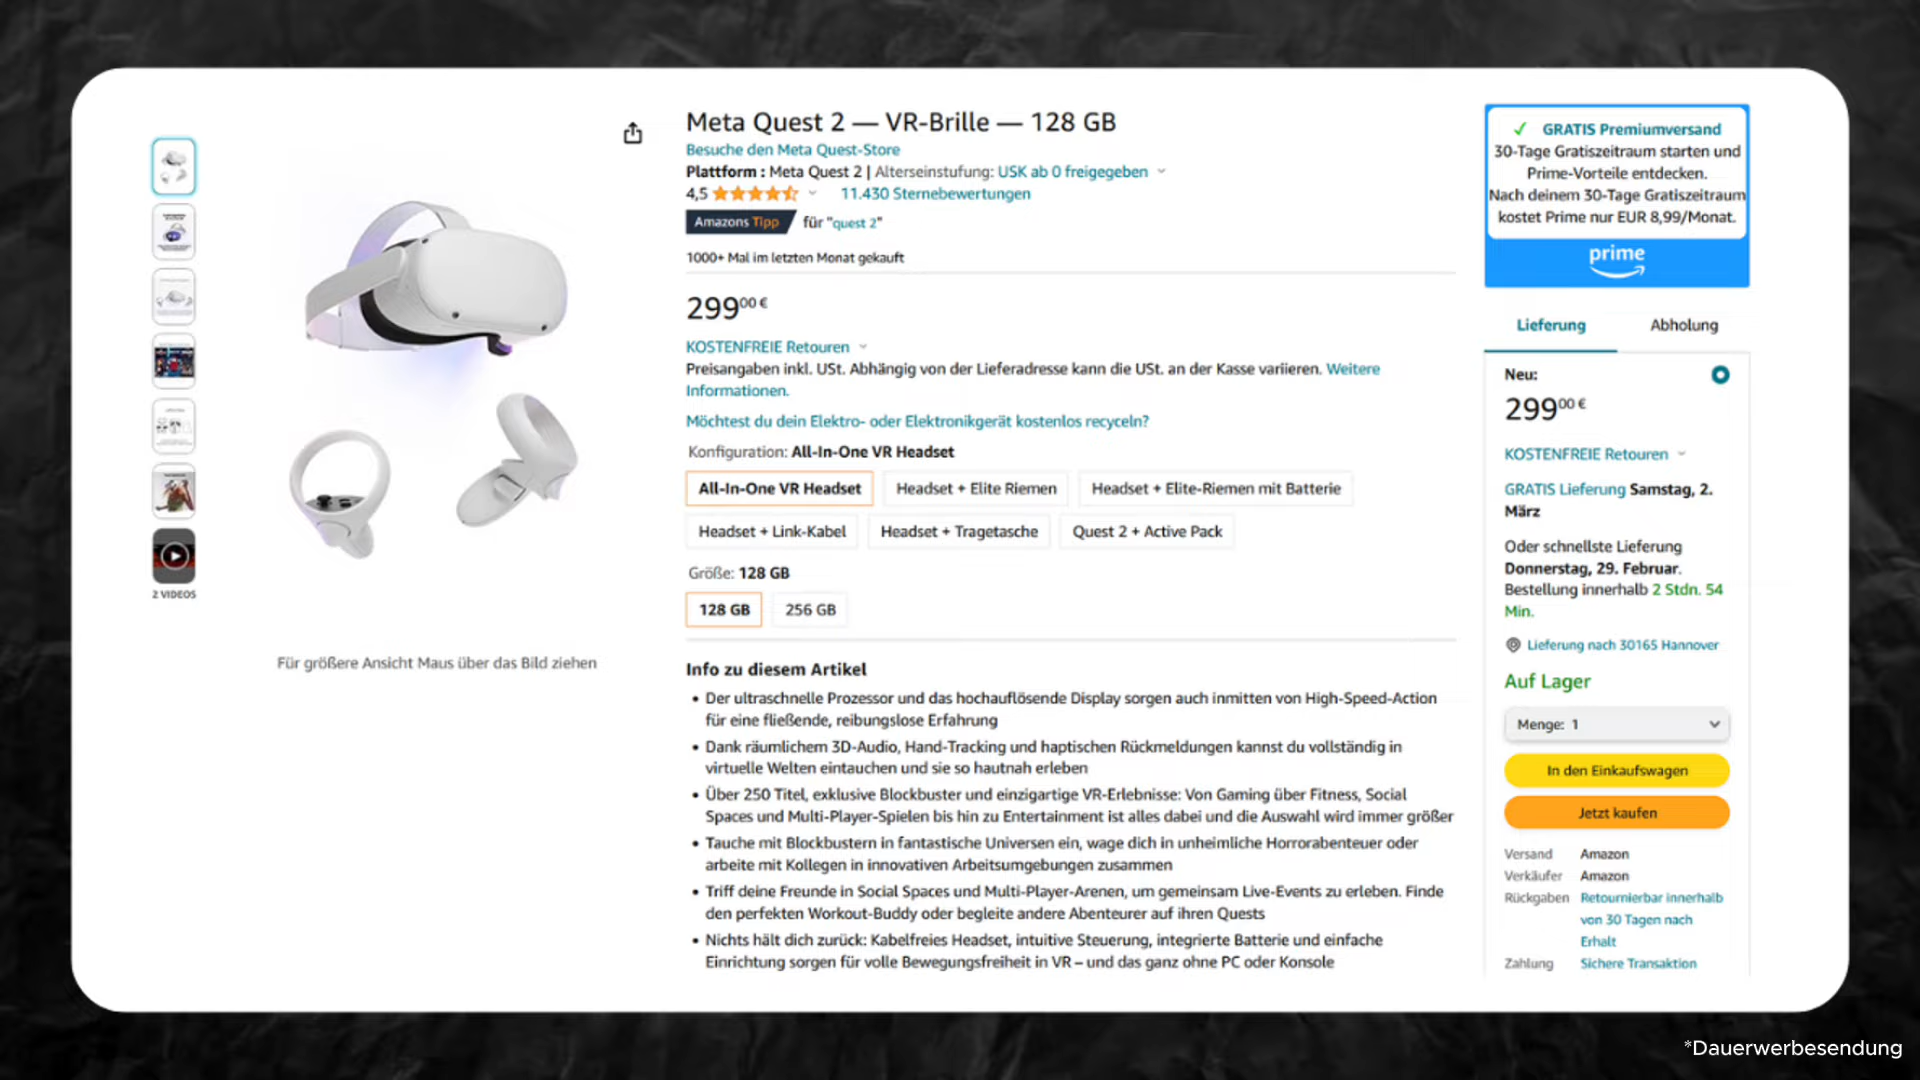 Meta Quest 2 — VR-Brille — 128 GB
Besuche den Meta Quest-Store
Plattform : Meta Quest 2 | Alterseinstufung: USK ab 0 freigegeben
4,5 11.430 Sternebewertungen
Amazons Tipp für "quest 2"
1000+ Mal im letzten Monat gekauft
299⁰⁰ €
KOSTENFREIE Retouren
Preisangaben inkl. USt. Abhängig von der Lieferadresse kann die USt. an der Kasse variieren. Weitere
Informationen.
Möchtest du dein Elektro- oder Elektronikgerät kostenlos recyceln?
Konfiguration: All-In-One VR Headset
All-In-One VR Headset
Headset + Elite Riemen
Headset + Elite-Riemen mit Batterie
Headset + Link-Kabel
Headset + Tragetasche
Quest 2 + Active Pack
Größe: 128 GB
128 GB
256 GB
2 VIDEOS
Für größere Ansicht Maus über das Bild ziehen
Info zu diesem Artikel
• Der ultraschnelle Prozessor und das hochauflösende Display sorgen auch inmitten von High-Speed-Action
für eine fließende, reibungslose Erfahrung
• Dank räumlichem 3D-Audio, Hand-Tracking und haptischen Rückmeldungen kannst du vollständig in
virtuelle Welten eintauchen und sie so hautnah erleben
• Über 250 Titel, exklusive Blockbuster und einzigartige VR-Erlebnisse: Von Gaming über Fitness, Social
Spaces und Multi-Player-Spielen bis hin zu Entertainment ist alles dabei und die Auswahl wird immer größer
• Tauche mit Blockbustern in fantastische Universen ein, wage dich in unheimliche Horrorabenteuer oder
arbeite mit Kollegen in innovativen Arbeitsumgebungen zusammen
• Triff deine Freunde in Social Spaces und Multi-Player-Arenen, um gemeinsam Live-Events zu erleben. Finde
den perfekten Workout-Buddy oder begleite andere Abenteurer auf ihren Quests
• Nichts hält dich zurück: Kabelfreies Headset, intuitive Steuerung, integrierte Batterie und einfache
Einrichtung sorgen für volle Bewegungsfreiheit in VR – und das ganz ohne PC oder Konsole
✓ GRATIS Premiumversand
30-Tage Gratiszeitraum starten und
Prime-Vorteile entdecken.
Nach deinem 30-Tage Gratiszeitraum
kostet Prime nur EUR 8,99/Monat.
prime
Lieferung
Abholung
Neu:
299⁰⁰ €
KOSTENFREIE Retouren
GRATIS Lieferung Samstag, 2.
März
Oder schnellste Lieferung
Donnerstag, 29. Februar.
Bestellung innerhalb 2 Stdn. 54
Min.
Lieferung nach 30165 Hannover
Auf Lager
Menge: 1
In den Einkaufswagen
Jetzt kaufen
Versand Amazon
Verkäufer Amazon
Rückgaben Retournierbar innerhalb
von 30 Tagen nach
Erhalt
Zahlung Sichere Transaktion
*Dauerwerbesendung